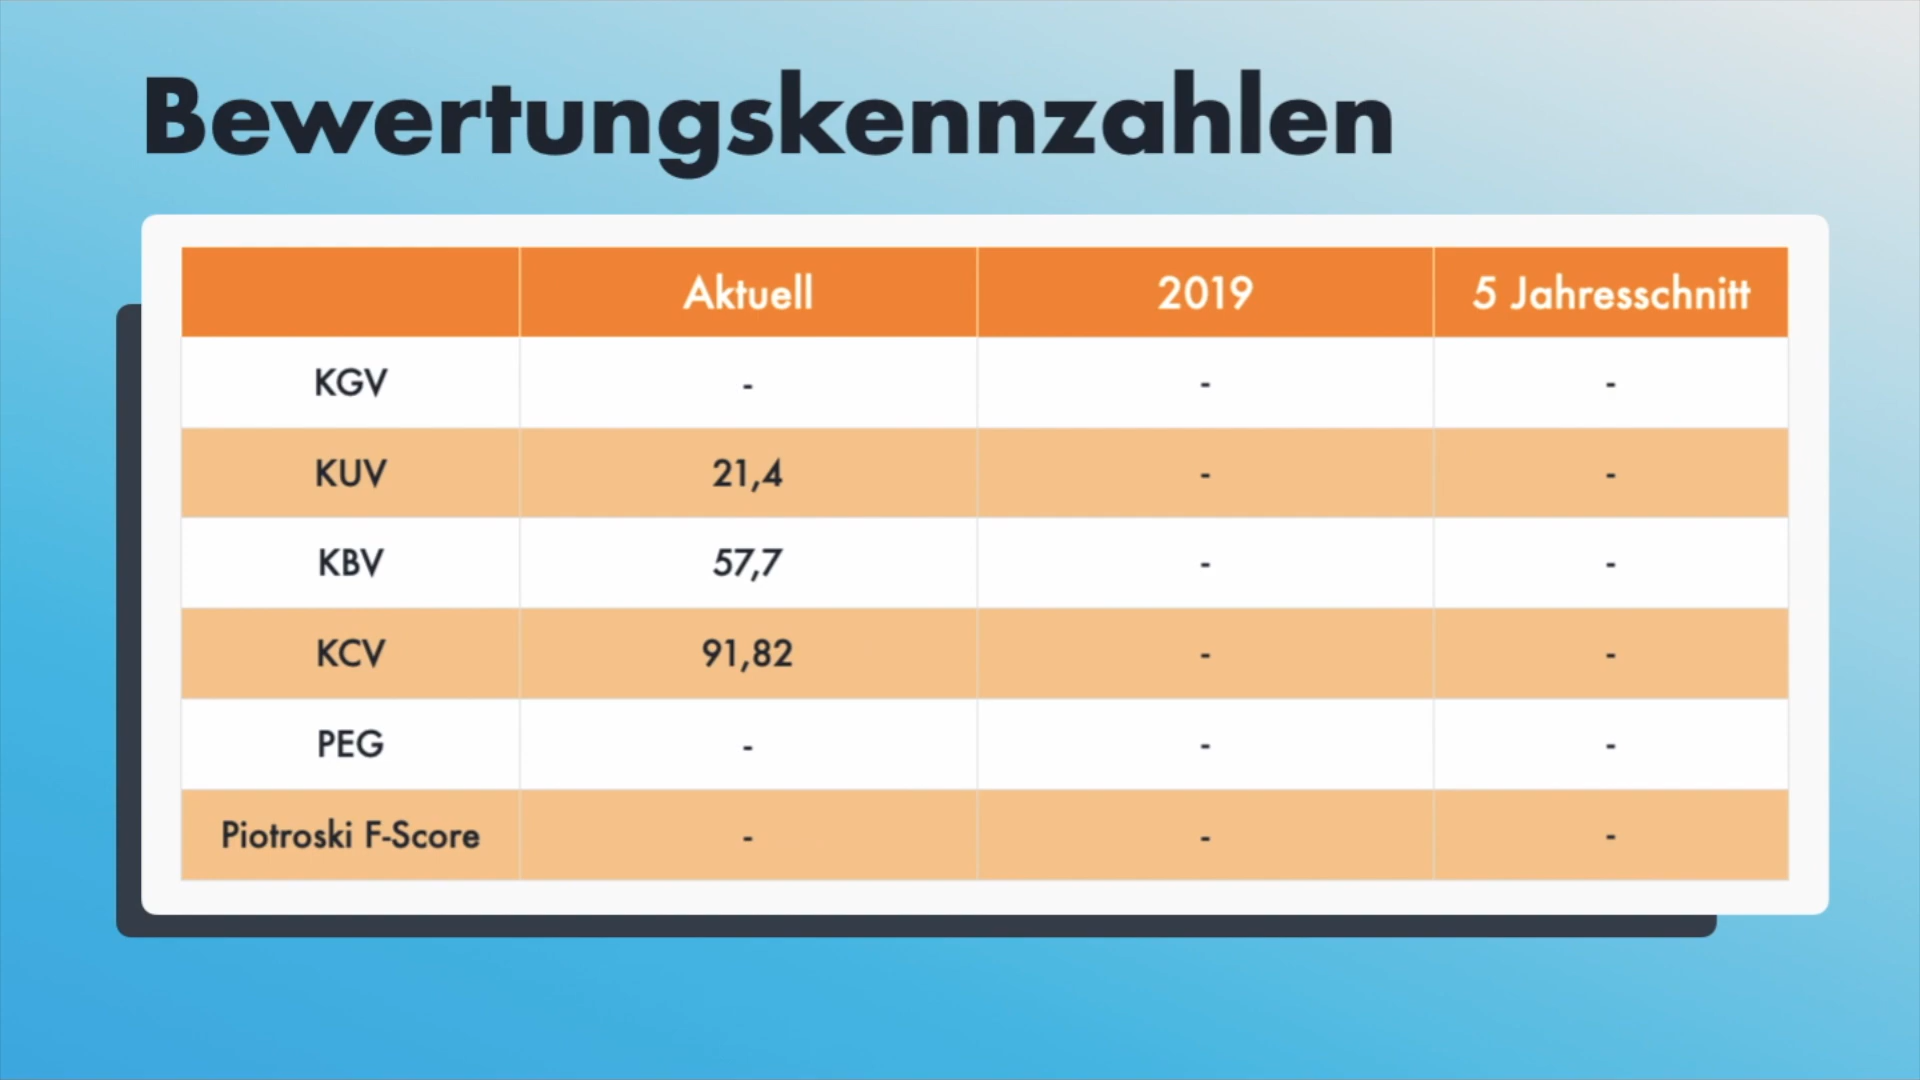 Bewertungskennzahlen
Aktuell 2019 5 Jahresschnitt
KGV - - -
KUV 21,4 - -
KBV 57,7 - -
KCV 91,82 - -
PEG - - -
Piotroski F-Score - - -